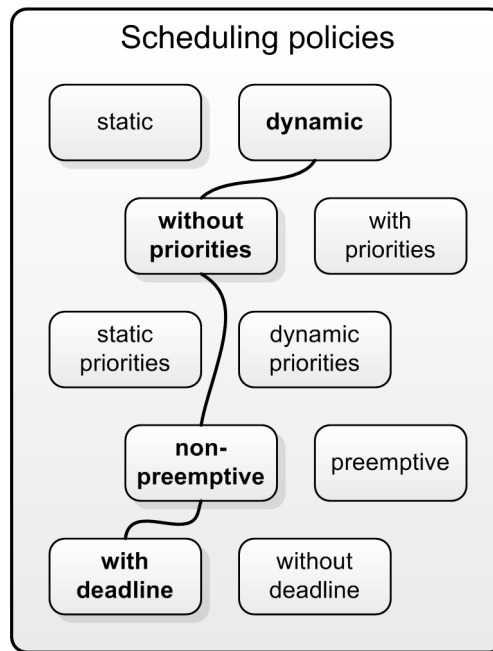 Scheduling policies
static
dynamic
without
priorities
with
priorities
static
priorities
dynamic
priorities
non-
preemptive
preemptive
with
deadline
without
deadline